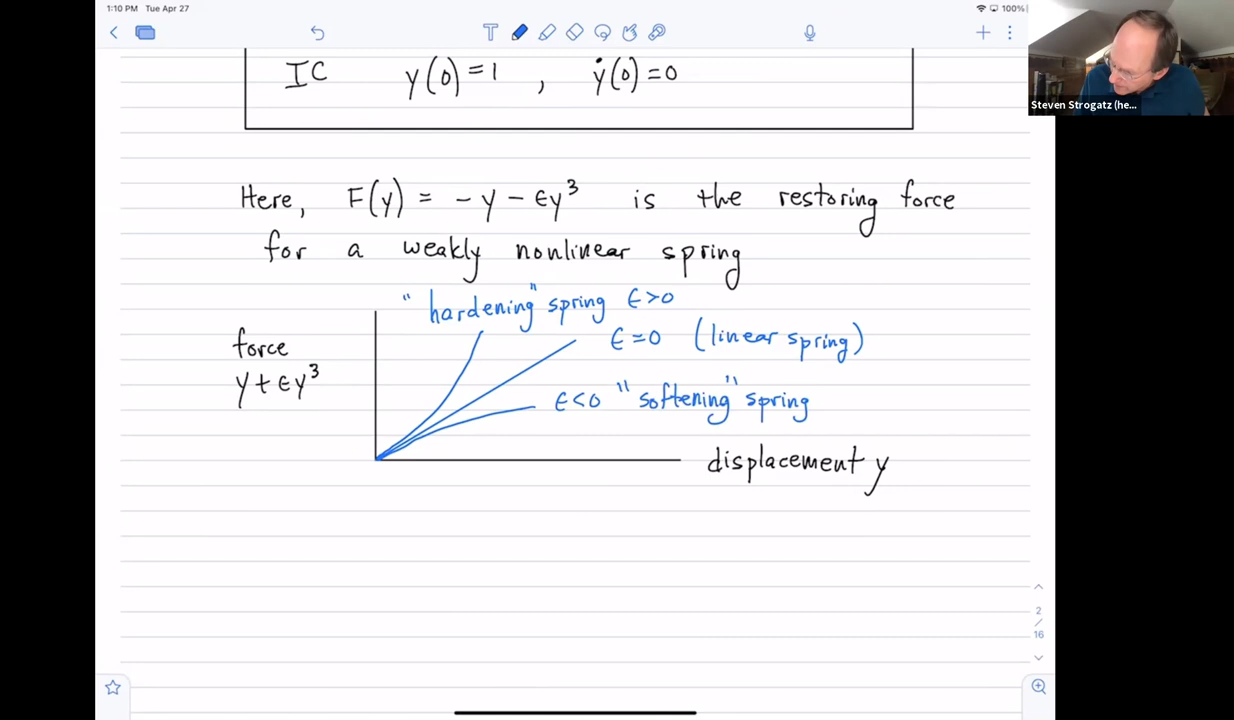 1:10 PM Tue Apr 27
100%
Steven Strogatz (he...
IC y(0)=1 , ẏ(0)=0
Here, F(y) = -y - εy³ is the restoring force
for a weakly nonlinear spring
"hardening" spring ε>0
ε=0 (linear spring)
force
y+εy³
ε<0 "softening" spring
displacement y
2
/
16